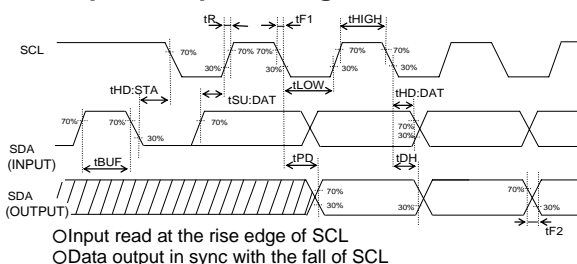 tR tF1 tHIGH
SCL 70% 30% 70% 70% 30% 70% 30% 70% 30%
tHD:STA tSU:DAT tLOW tHD:DAT
SDA
(INPUT) 70% 70% 30% 70% 70% 30%
tBUF tPD tDH
SDA
(OUTPUT) 70% 30% 30% 70% 30%
tF2
○Input read at the rise edge of SCL
○Data output in sync with the fall of SCL